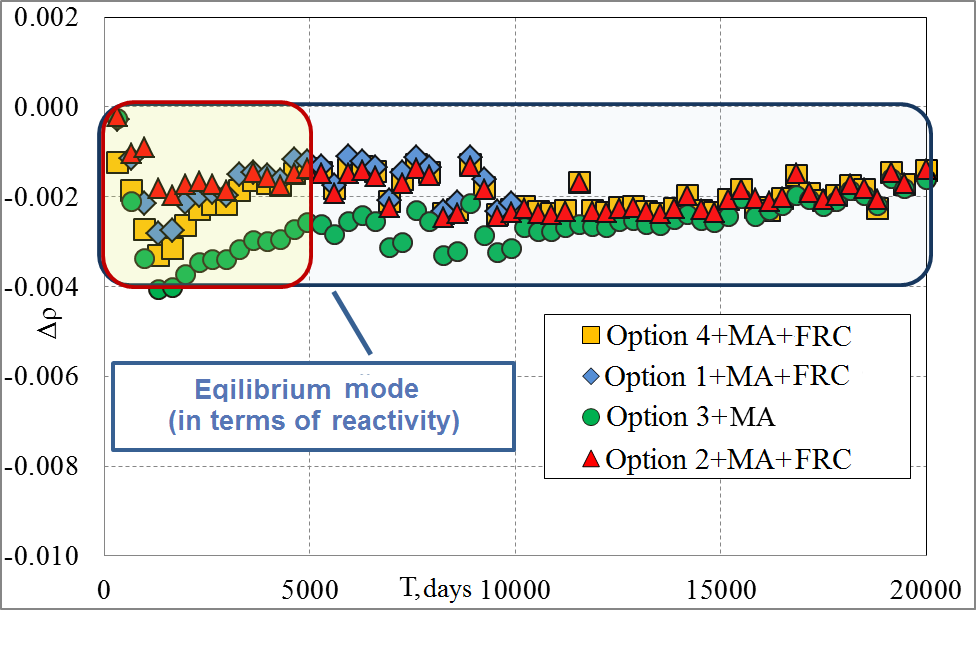 0.002
0.000
-0.002
-0.004
-0.006
-0.008
-0.010
Δρ
0 5000 T,days 10000 15000 20000
Eqilibrium mode
(in terms of reactivity)
Option 4+MA+FRC
Option 1+MA+FRC
Option 3+MA
Option 2+MA+FRC